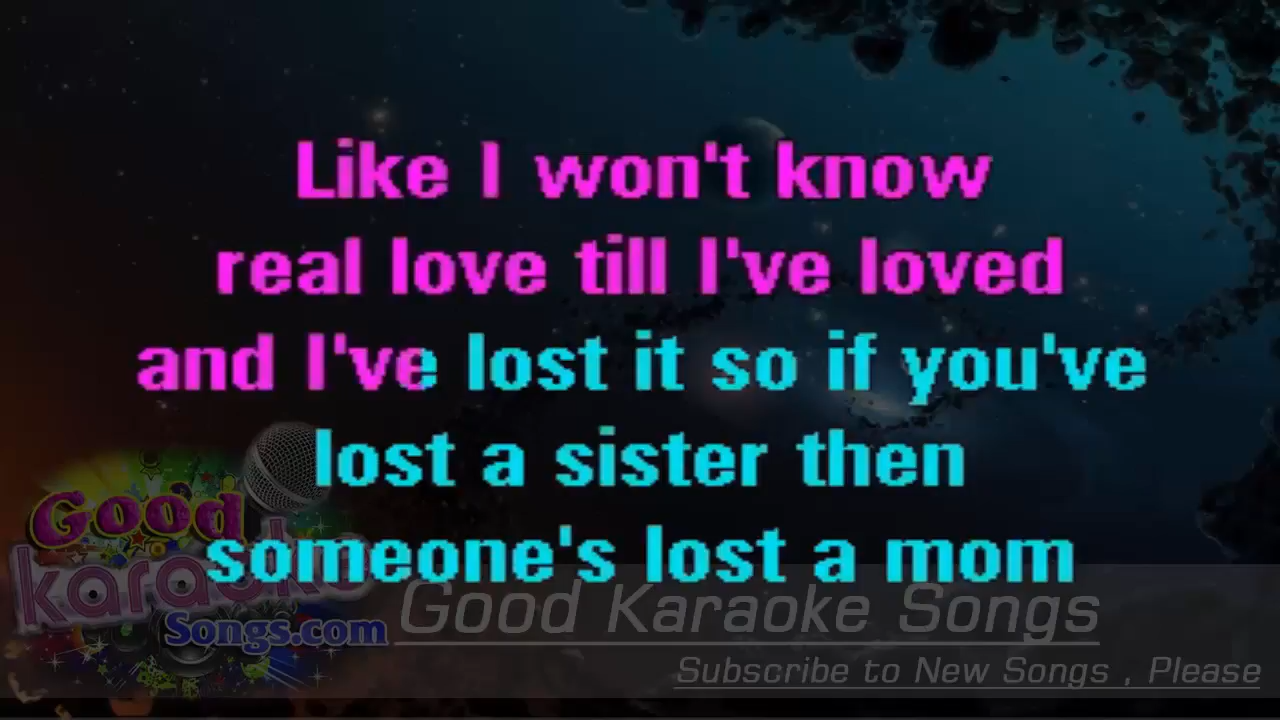 Like I won't know
real love till I've loved
and I've lost it so if you've
lost a sister then
someone's lost a mom
Good
karaoke
Songs.com
Good Karaoke Songs
Subscribe to New Songs , Please